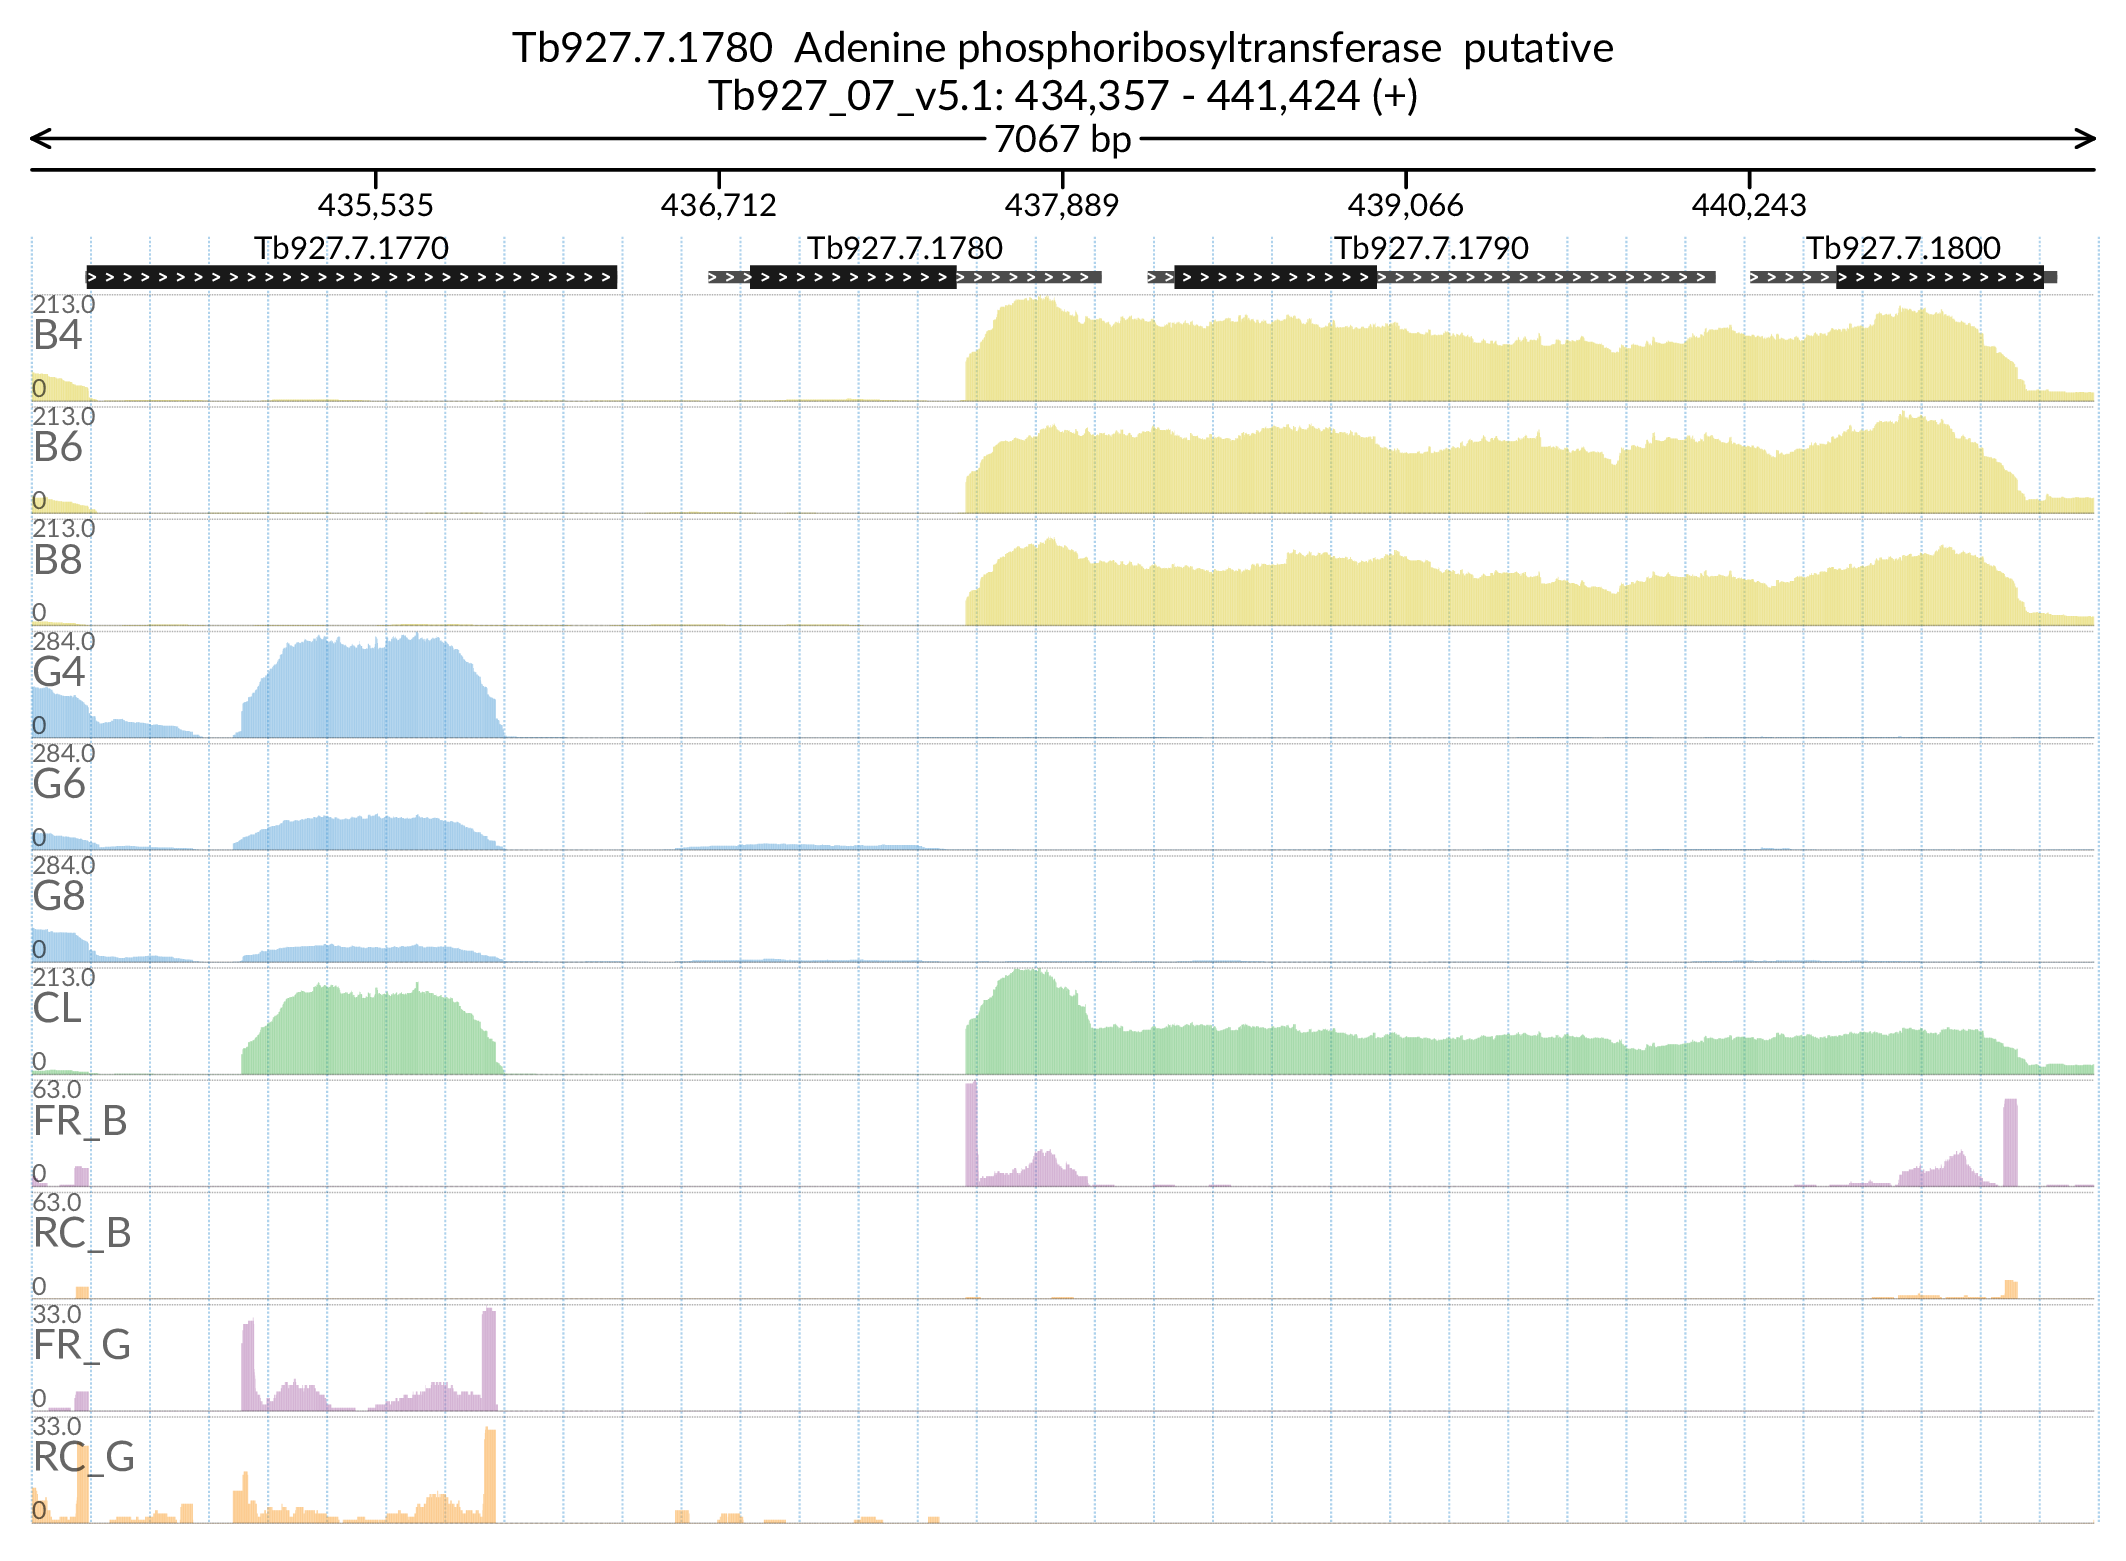 Tb927.7.1780 Adenine phosphoribosyltransferase putative
Tb927_07_v5.1: 434,357 - 441,424 (+)
7067 bp
435,535 436,712 437,889 439,066 440,243
Tb927.7.1770 Tb927.7.1780 Tb927.7.1790 Tb927.7.1800
213.0
B4
0
213.0
B6
0
213.0
B8
0
284.0
G4
0
284.0
G6
0
284.0
G8
0
213.0
CL
0
63.0
FR_B
0
63.0
RC_B
0
33.0
FR_G
0
33.0
RC_G
0